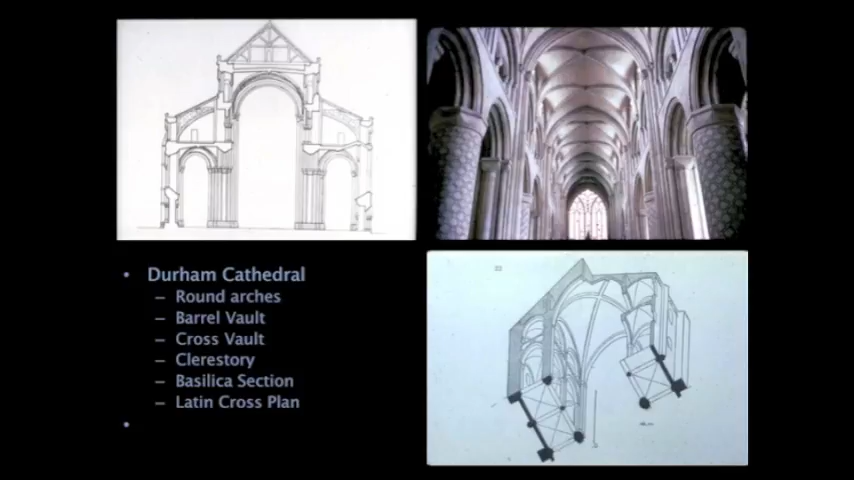 • Durham Cathedral
– Round arches
– Barrel Vault
– Cross Vault
– Clerestory
– Basilica Section
– Latin Cross Plan
•